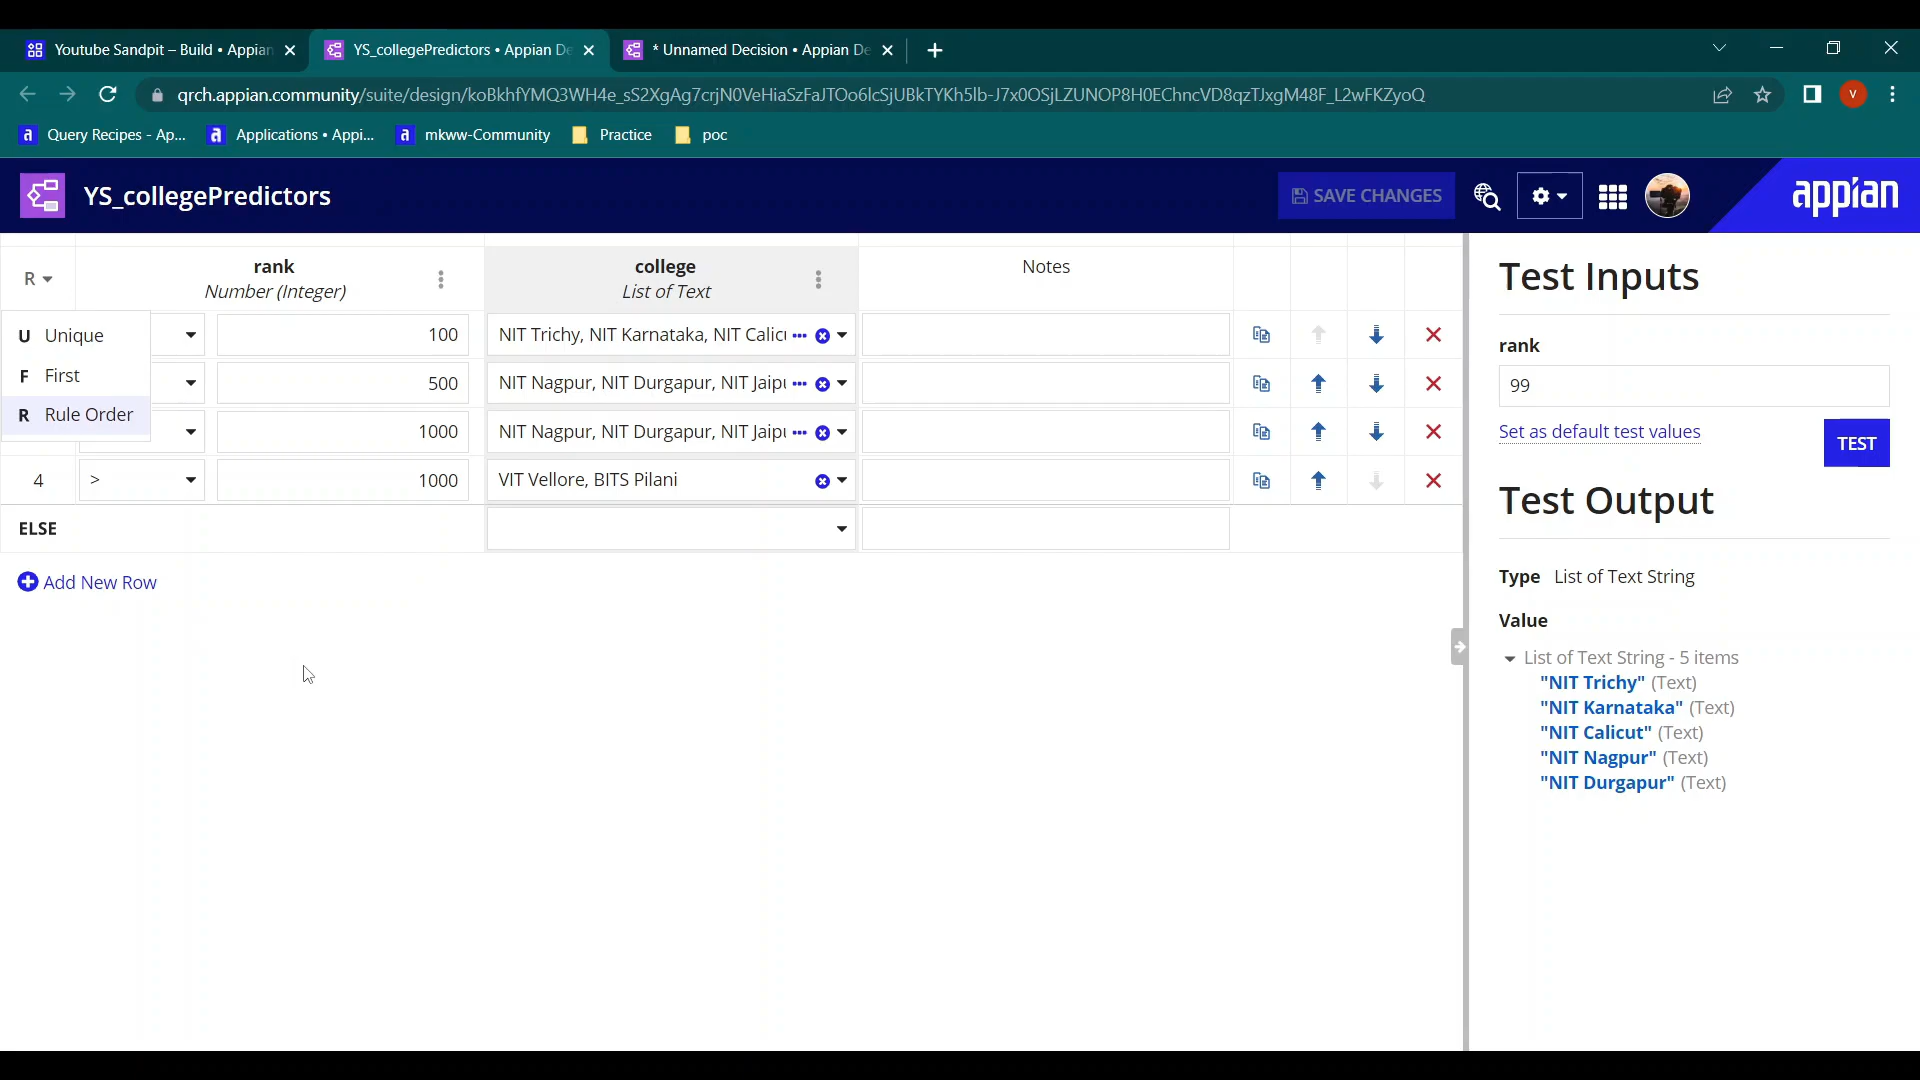 Youtube Sandpit – Build • Appian
YS_collegePredictors • Appian De
* Unnamed Decision • Appian De
qrch.appian.community/suite/design/koBkhfYMQ3WH4e_sS2XgAg7crjN0VeHiaSzFaJTOo6lcSjUBkTYKh5lb-J7x0OSjLZUNOP8H0EChncVD8qzTJxgM48F_L2wFKZyoQ
V
Query Recipes - Ap...
Applications • Appi...
mkww-Community
Practice
poc
YS_collegePredictors
SAVE CHANGES
appian
R
rank
Number (Integer)
college
List of Text
Notes
U Unique
F First
R Rule Order
100
NIT Trichy, NIT Karnataka, NIT Calicu
500
NIT Nagpur, NIT Durgapur, NIT Jaipu
1000
NIT Nagpur, NIT Durgapur, NIT Jaipu
4
>
1000
VIT Vellore, BITS Pilani
ELSE
Add New Row
Test Inputs
rank
99
Set as default test values
TEST
Test Output
Type List of Text String
Value
List of Text String - 5 items
"NIT Trichy" (Text)
"NIT Karnataka" (Text)
"NIT Calicut" (Text)
"NIT Nagpur" (Text)
"NIT Durgapur" (Text)